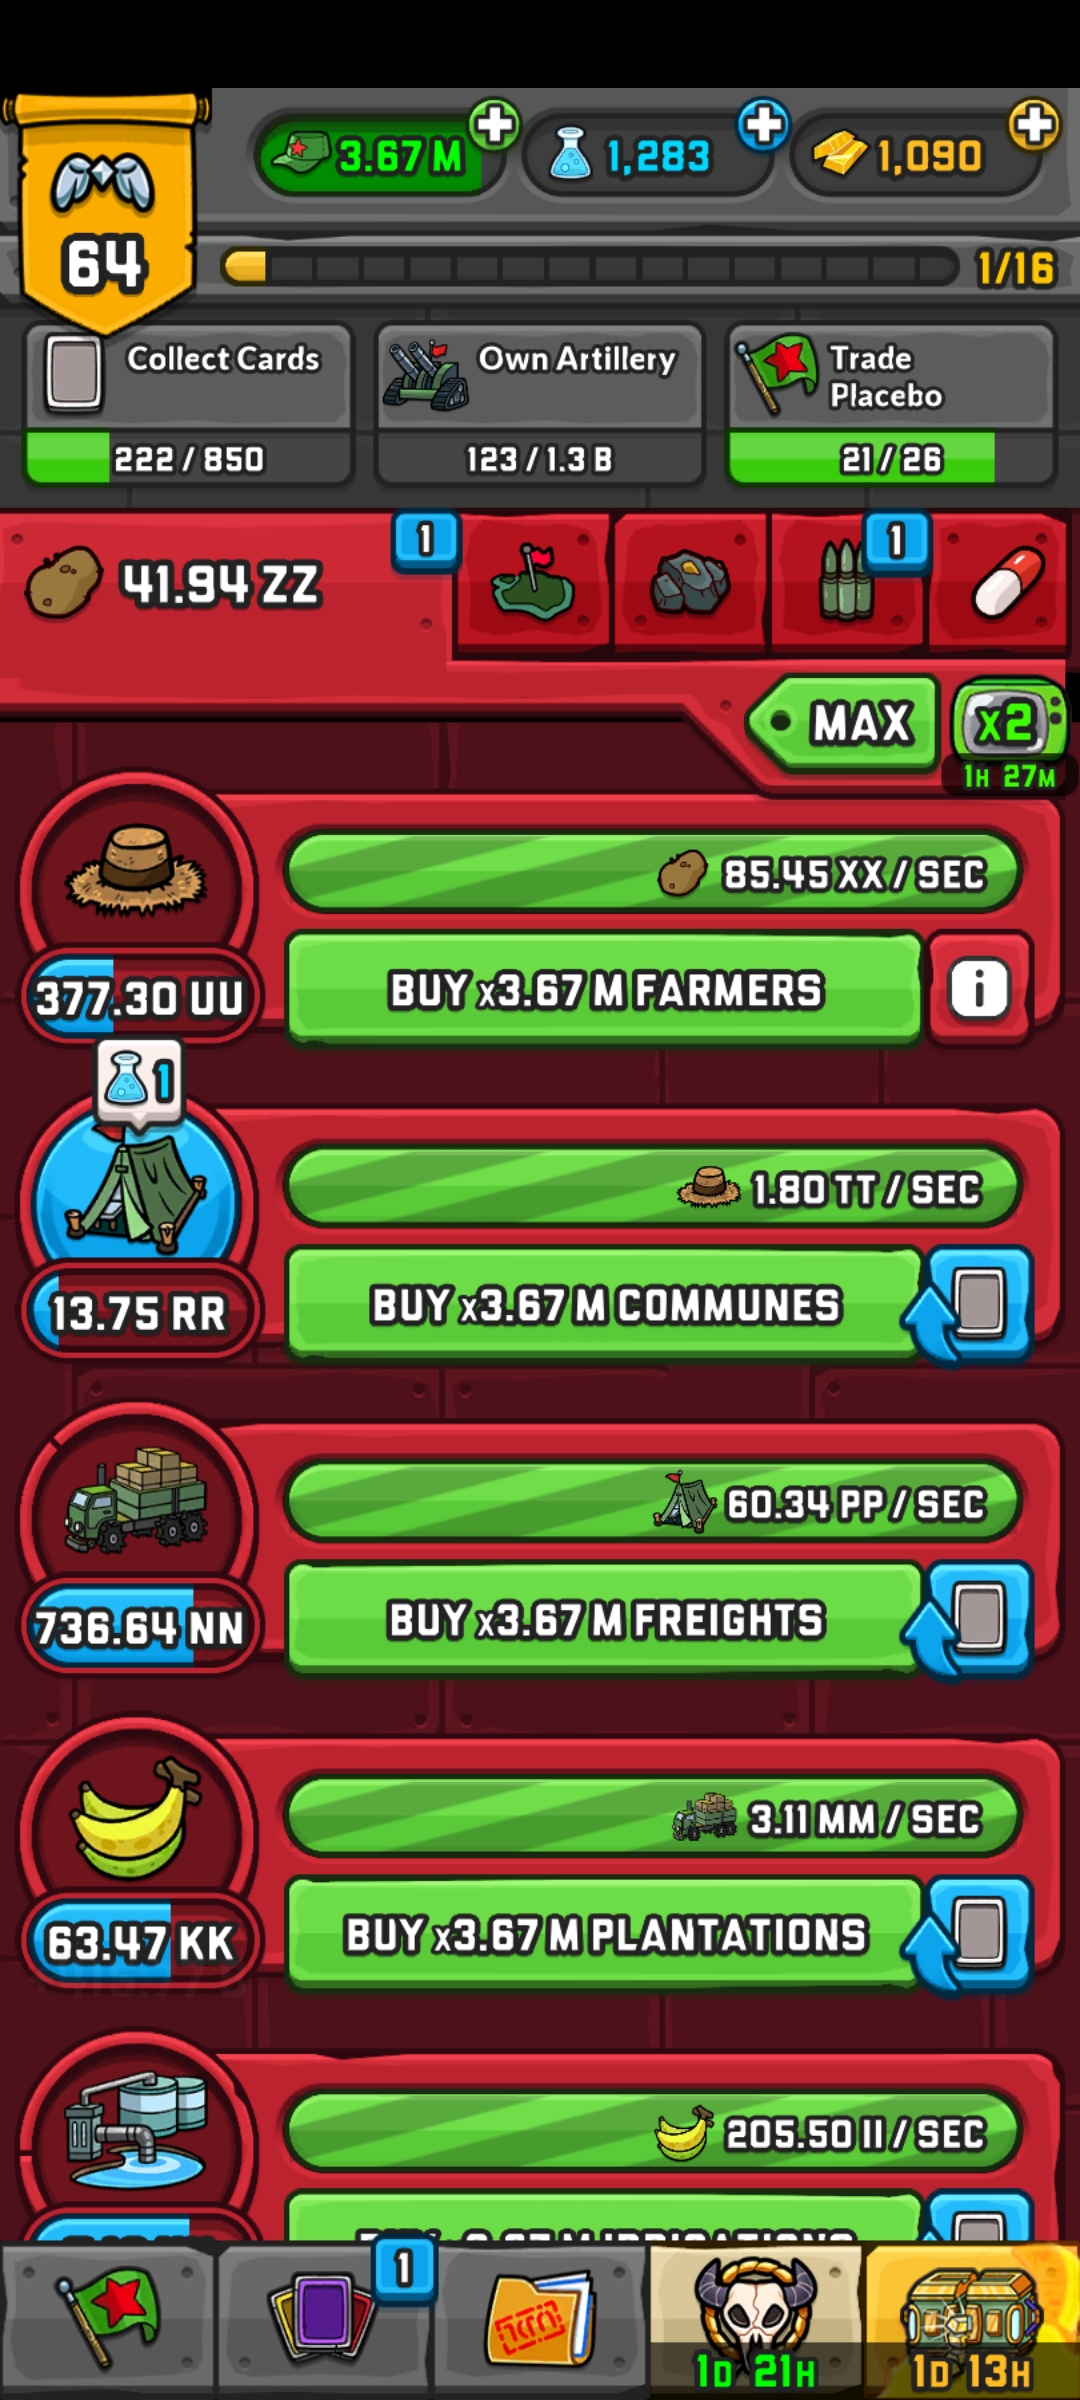 3.67 M
1,283
1,090
64
1/16
Collect Cards
222 / 850
Own Artillery
123 / 1.3 B
Trade
Placebo
21 / 26
41.94 ZZ
1
1
MAX
x2
1H 27M
85.45 XX / SEC
377.30 UU
BUY x3.67 M FARMERS
i
1
1.80 TT / SEC
13.75 RR
BUY x3.67 M COMMUNES
60.34 PP / SEC
736.64 NN
BUY x3.67 M FREIGHTS
3.11 MM / SEC
63.47 KK
BUY x3.67 M PLANTATIONS
205.50 II / SEC
1
1D 21H
1D 13H